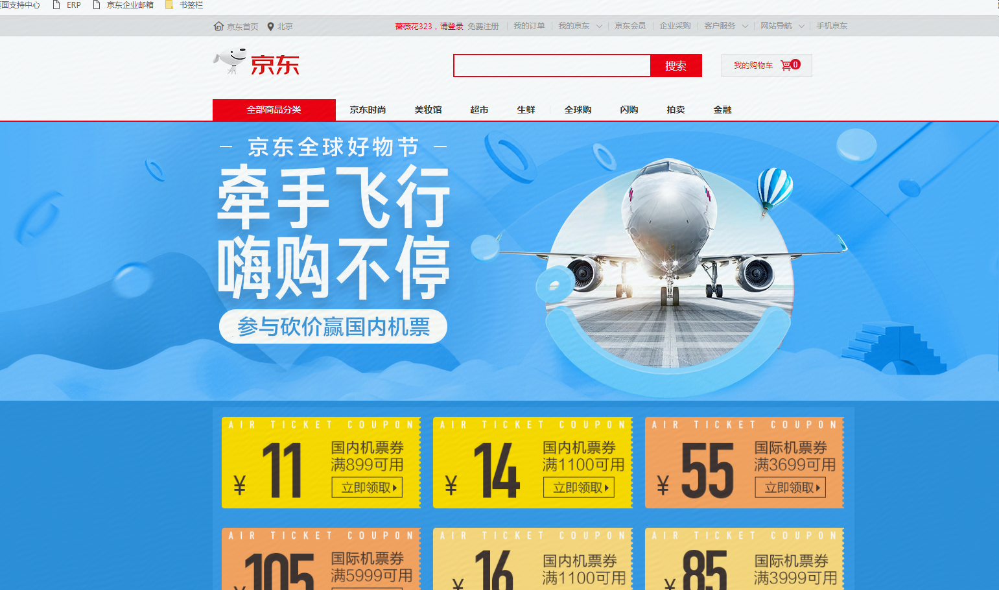 桌面支持中心 ERP 京东企业邮箱 书签栏
京东首页 北京 蔷薇花323，请登录 免费注册 我的订单 我的京东 京东会员 企业采购 客户服务 网站导航 手机京东
京东 搜索 我的购物车 0
全部商品分类 京东时尚 美妆馆 超市 生鲜 全球购 闪购 拍卖 金融
京东全球好物节
牵手飞行
嗨购不停
参与砍价赢国内机票
AIR TICKET COUPON
¥ 11
国内机票券
满899可用
立即领取
AIR TICKET COUPON
¥ 14
国内机票券
满1100可用
立即领取
AIR TICKET COUPON
¥ 55
国际机票券
满3699可用
立即领取
AIR TICKET COUPON
¥ 105
国际机票券
满5999可用
AIR TICKET COUPON
¥ 16
国内机票券
满1100可用
AIR TICKET COUPON
¥ 85
国际机票券
满3999可用